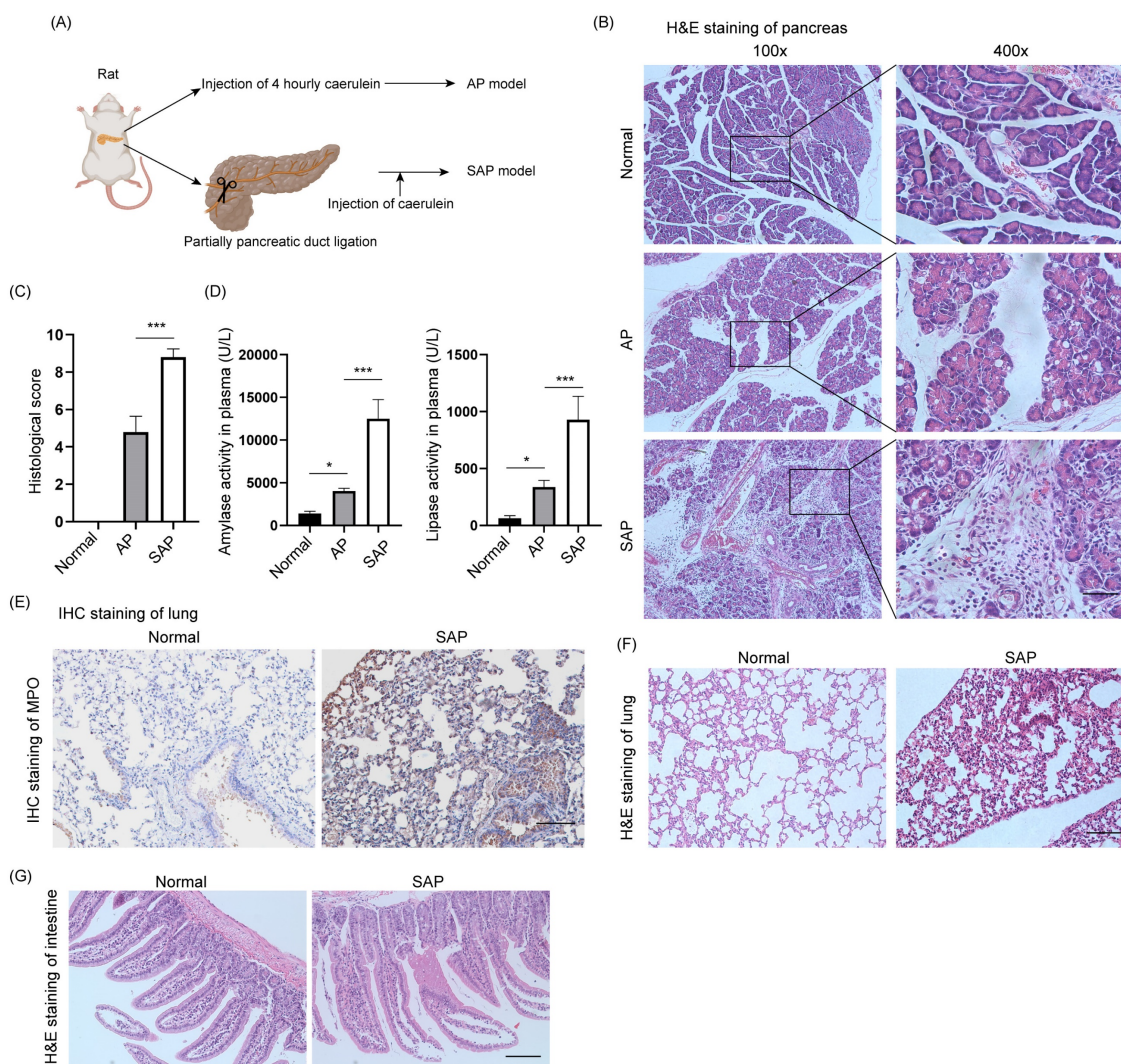 (A)
Rat
Injection of 4 hourly caerulein
AP model
SAP model
Injection of caerulein
Partially pancreatic duct ligation
(B)
H&E staining of pancreas
100x
400x
Normal
AP
SAP
(C)
Histological score
10
8
6
4
2
0
***
Normal
AP
SAP
(D)
Amylase activity in plasma (U/L)
20000
15000
10000
5000
0
*
***
Normal
AP
SAP
Lipase activity in plasma (U/L)
1500
1000
500
0
*
***
Normal
AP
SAP
(E)
IHC staining of lung
Normal
SAP
IHC staining of MPO
(F)
Normal
SAP
H&E staining of lung
(G)
Normal
SAP
H&E staining of intestine